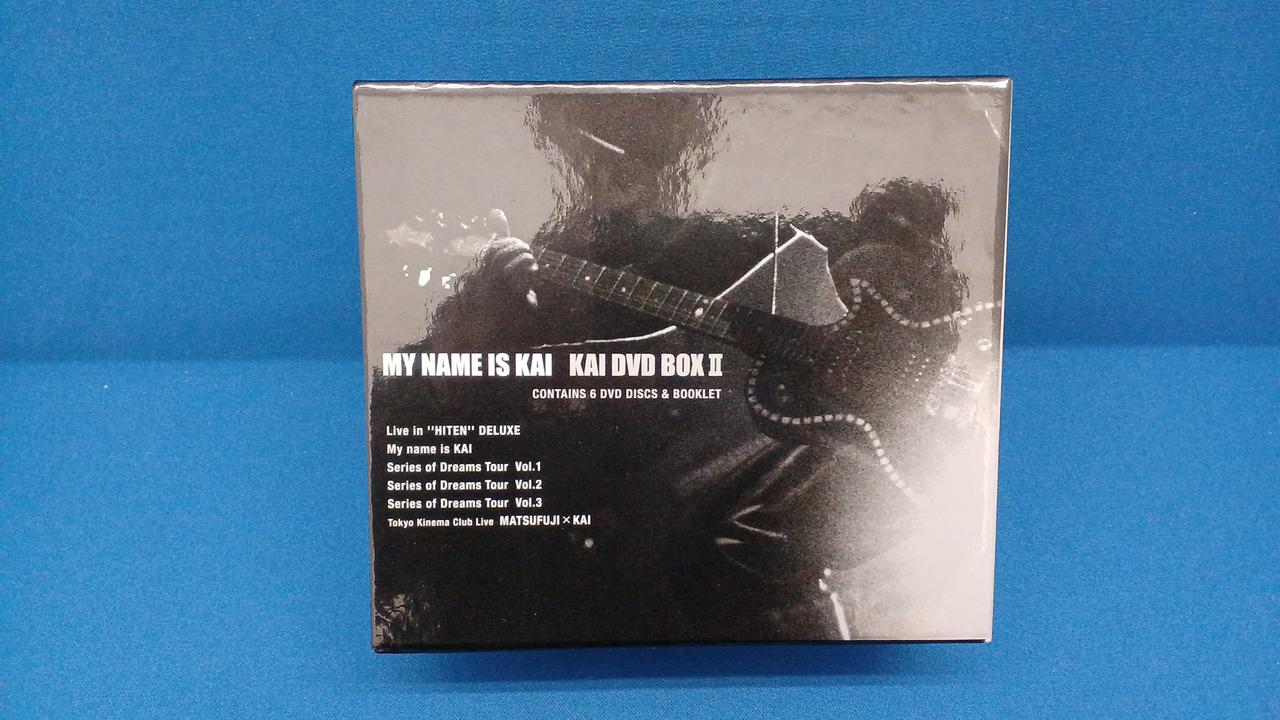 MY NAME IS KAI KAI DVD BOX II
CONTAINS 6 DVD DISCS & BOOKLET
Live in "HITEN" DELUXE
My name is KAI
Series of Dreams Tour Vol.1
Series of Dreams Tour Vol.2
Series of Dreams Tour Vol.3
Tokyo Kinema Club Live MATSUFUJI×KAI